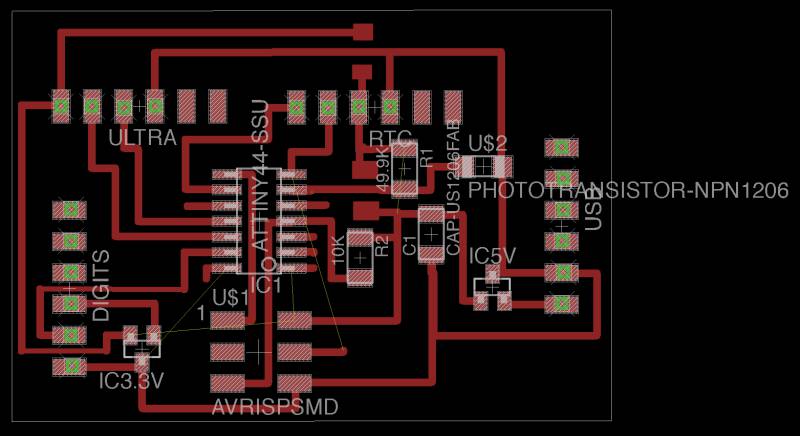 ULTRA
ATTINY44-SSU
RTC
49.9K
R1
CAP-US1206FAB
U$2
PHOTOTRANSISTOR-NPN1206
USB
DIGITS
10K
R2
C1
IC5V
IC1
U$1
1
IC3.3V
AVRISPSMD